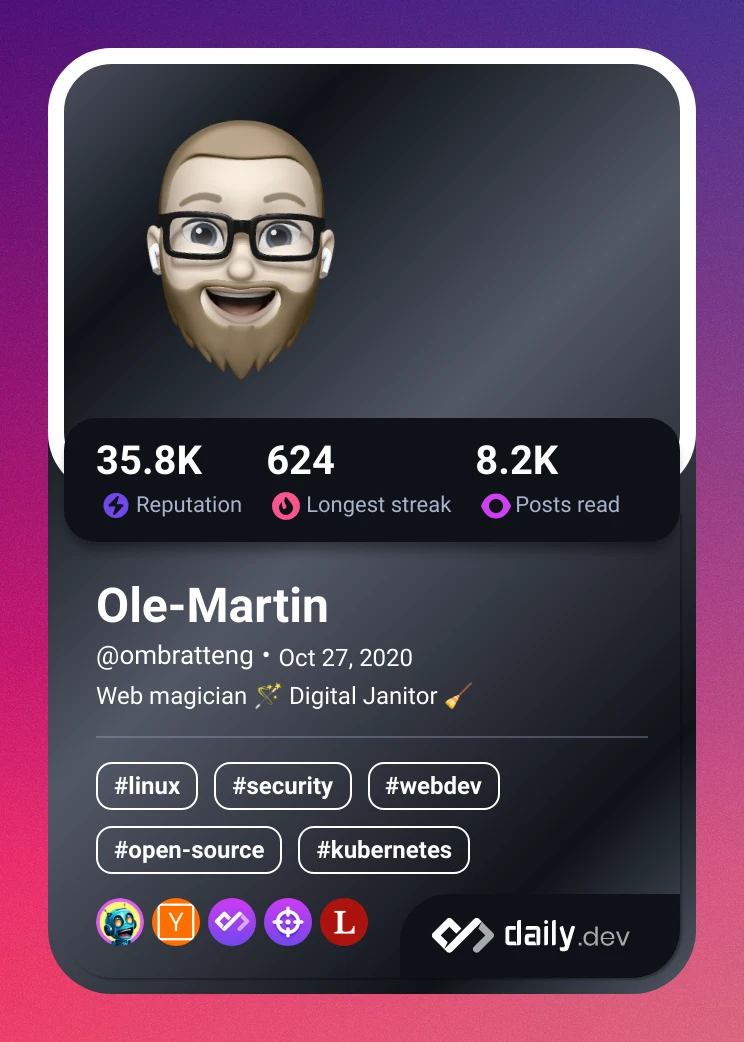 35.8K 624 8.2K
Reputation Longest streak Posts read
Ole-Martin
@ombratteng • Oct 27, 2020
Web magician 🪄 Digital Janitor 🧹
#linux #security #webdev
#open-source #kubernetes
Y L
daily.dev